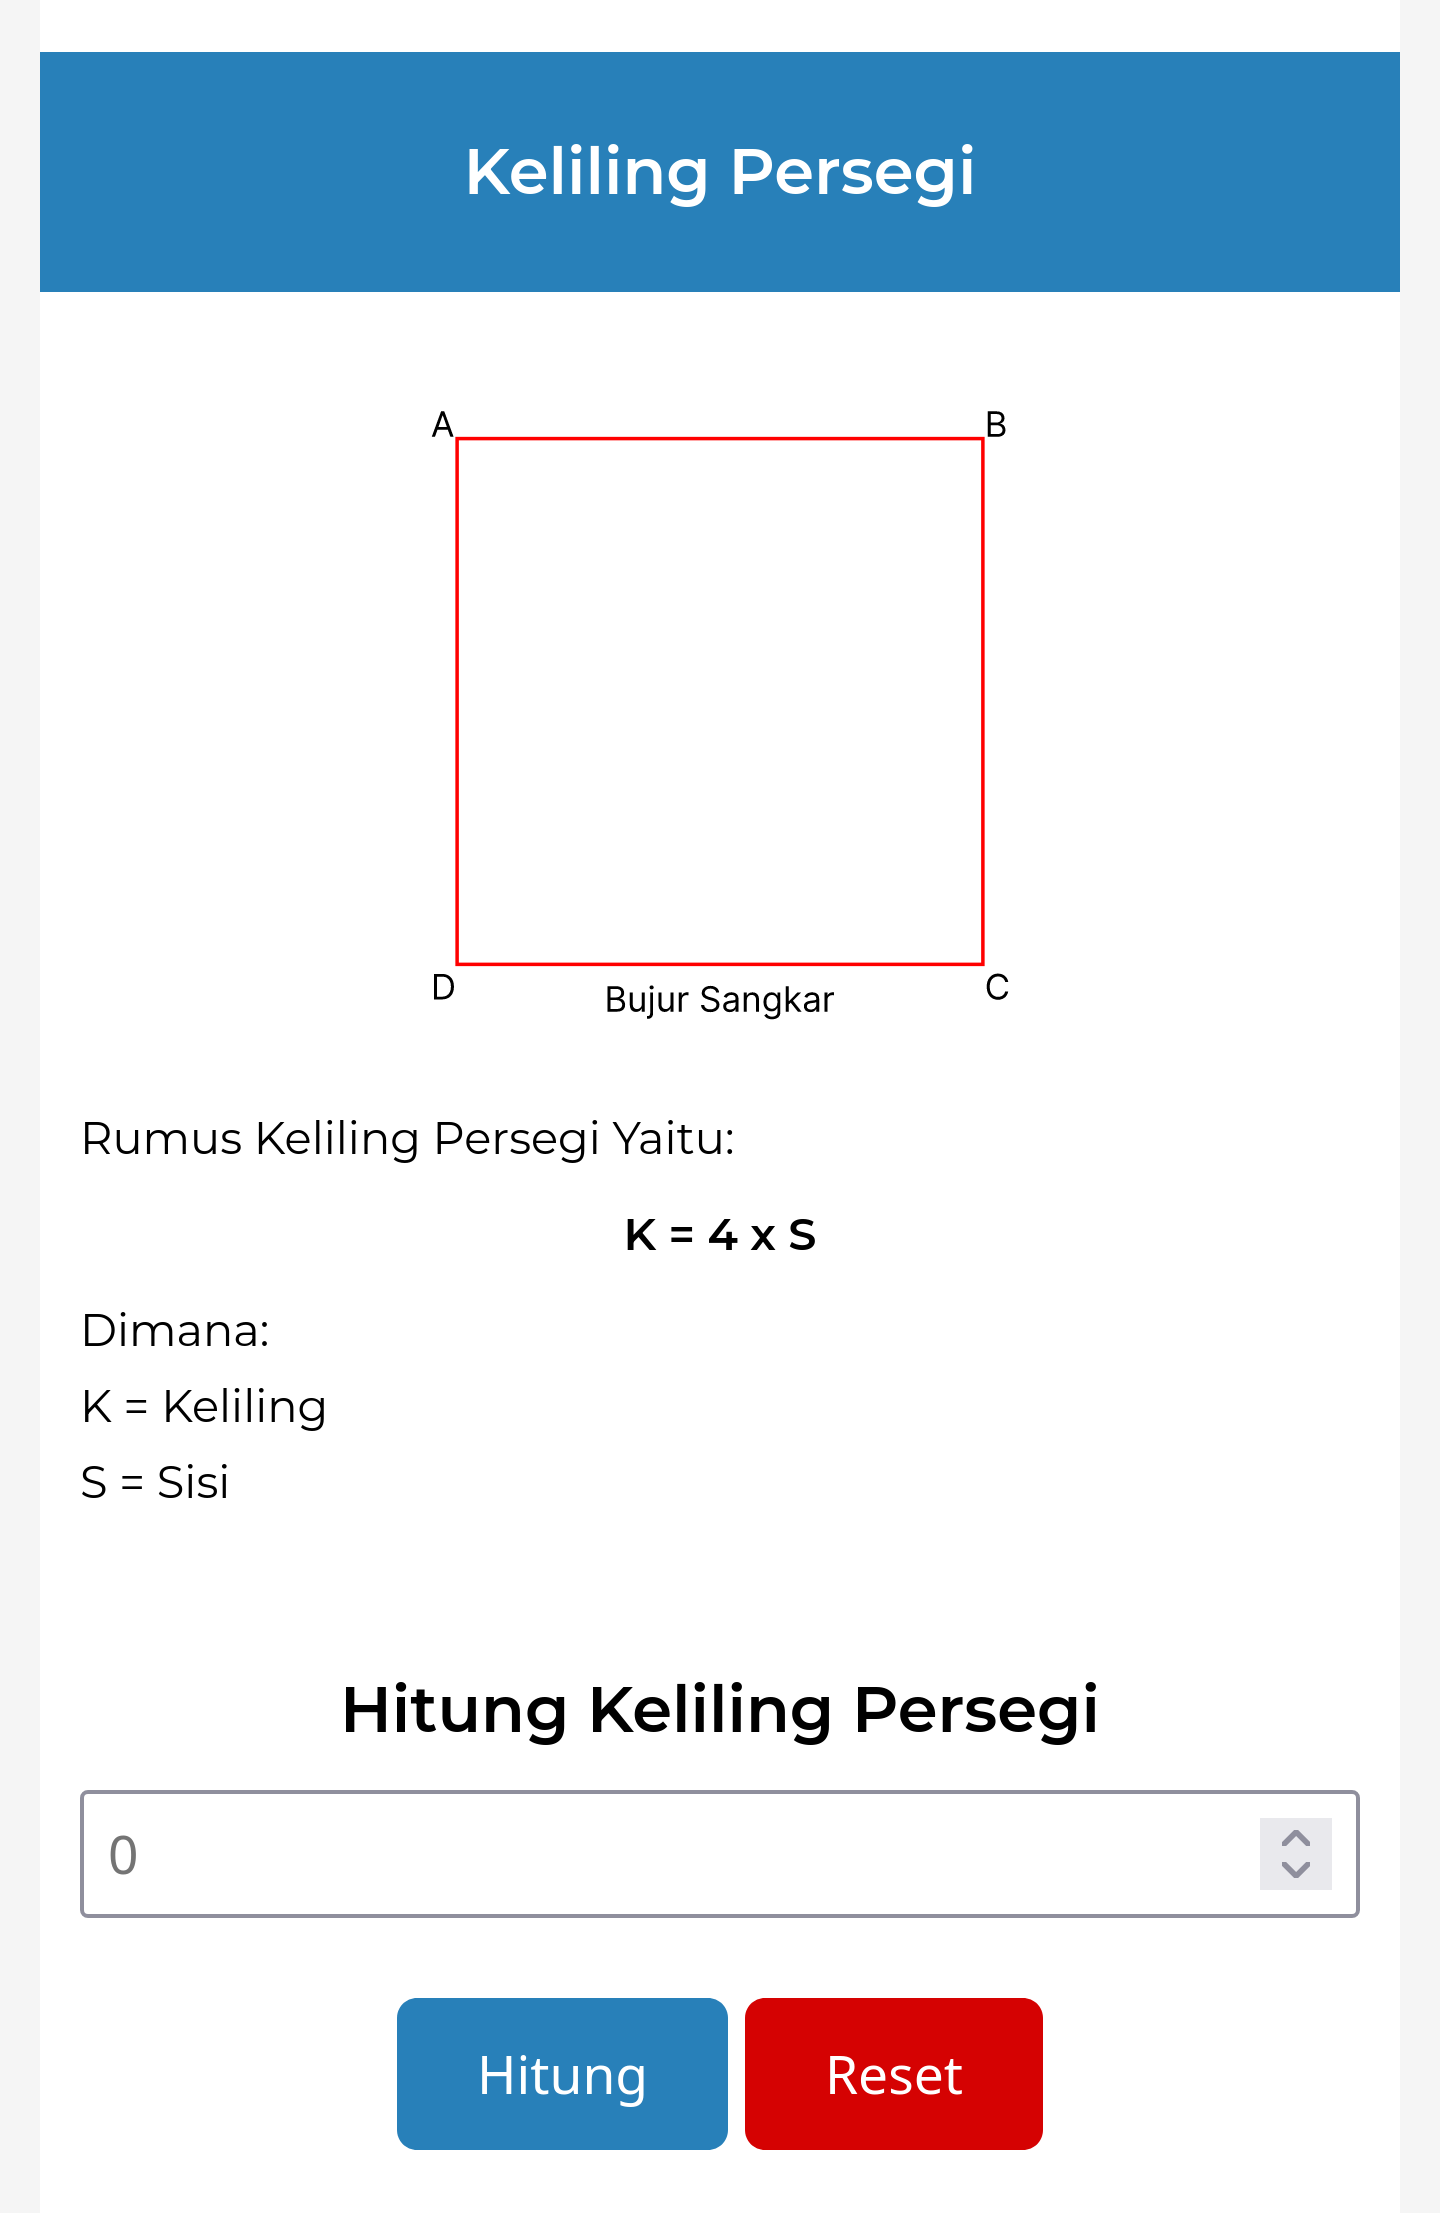 Keliling Persegi
A
B
D
C
Bujur Sangkar
Rumus Keliling Persegi Yaitu:
K = 4 x S
Dimana:
K = Keliling
S = Sisi
Hitung Keliling Persegi
0
Hitung
Reset